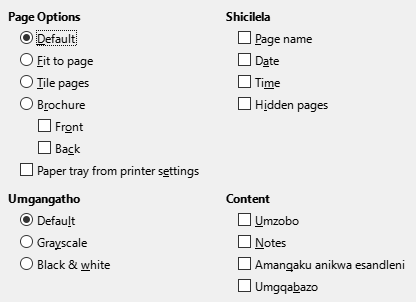 Page Options
Default
Fit to page
Tile pages
Brochure
Front
Back
Paper tray from printer settings
Shicilela
Page name
Date
Time
Hidden pages
Umgangatho
Default
Grayscale
Black & white
Content
Umzobo
Notes
Amangaku anikwa esandleni
Umgqabazo